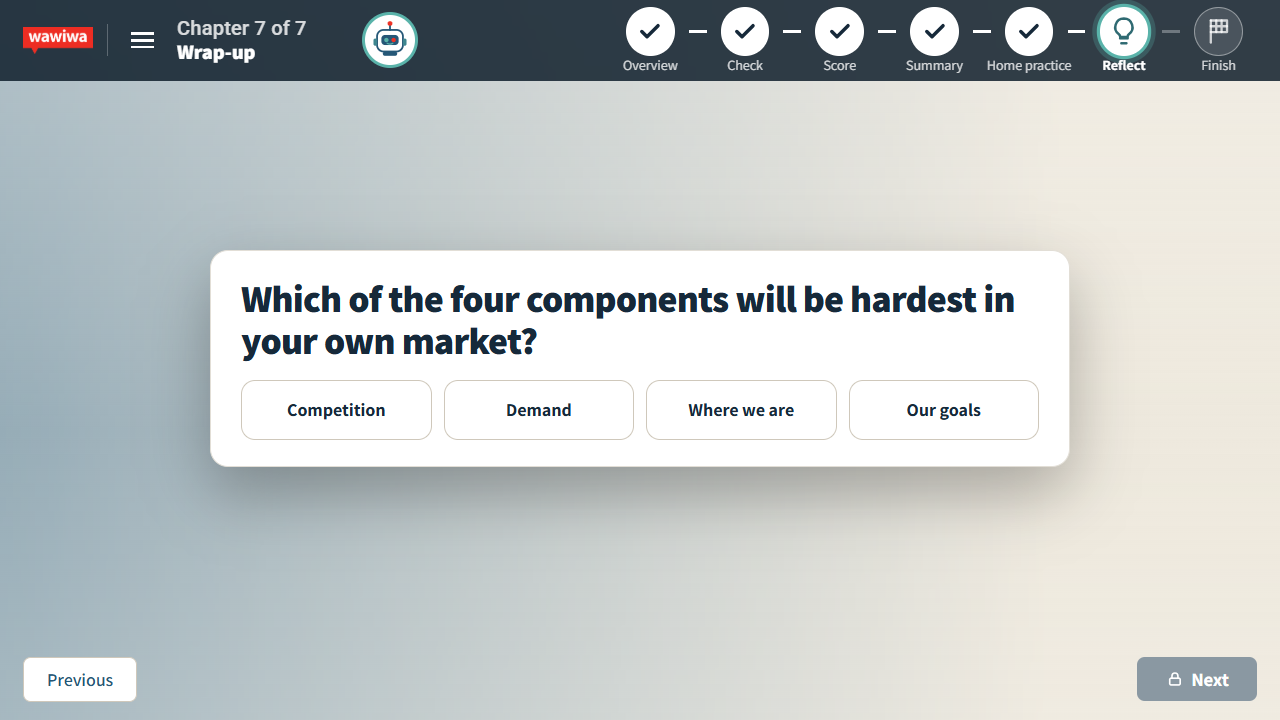 wawiwa
Chapter 7 of 7
Wrap-up
Overview
Check
Score
Summary
Home practice
Reflect
Finish
Which of the four components will be hardest in
your own market?
Competition
Demand
Where we are
Our goals
Previous
Next